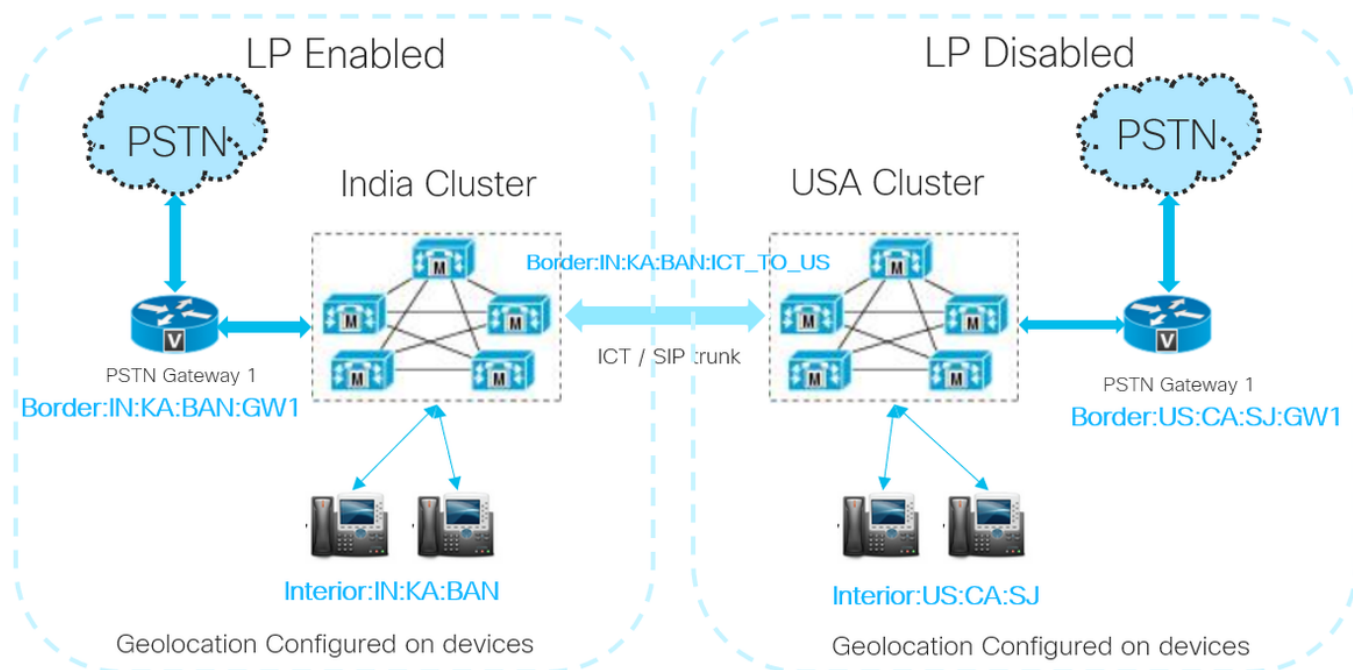 LP Enabled
LP Disabled
PSTN
PSTN
India Cluster
USA Cluster
M
M
M
M
M
M
M
M
M
M
Border:IN:KA:BAN:ICT_TO_US
ICT / SIP trunk
V
PSTN Gateway 1
Border:IN:KA:BAN:GW1
V
PSTN Gateway 1
Border:US:CA:SJ:GW1
Interior:IN:KA:BAN
Interior:US:CA:SJ
Geolocation Configured on devices
Geolocation Configured on devices